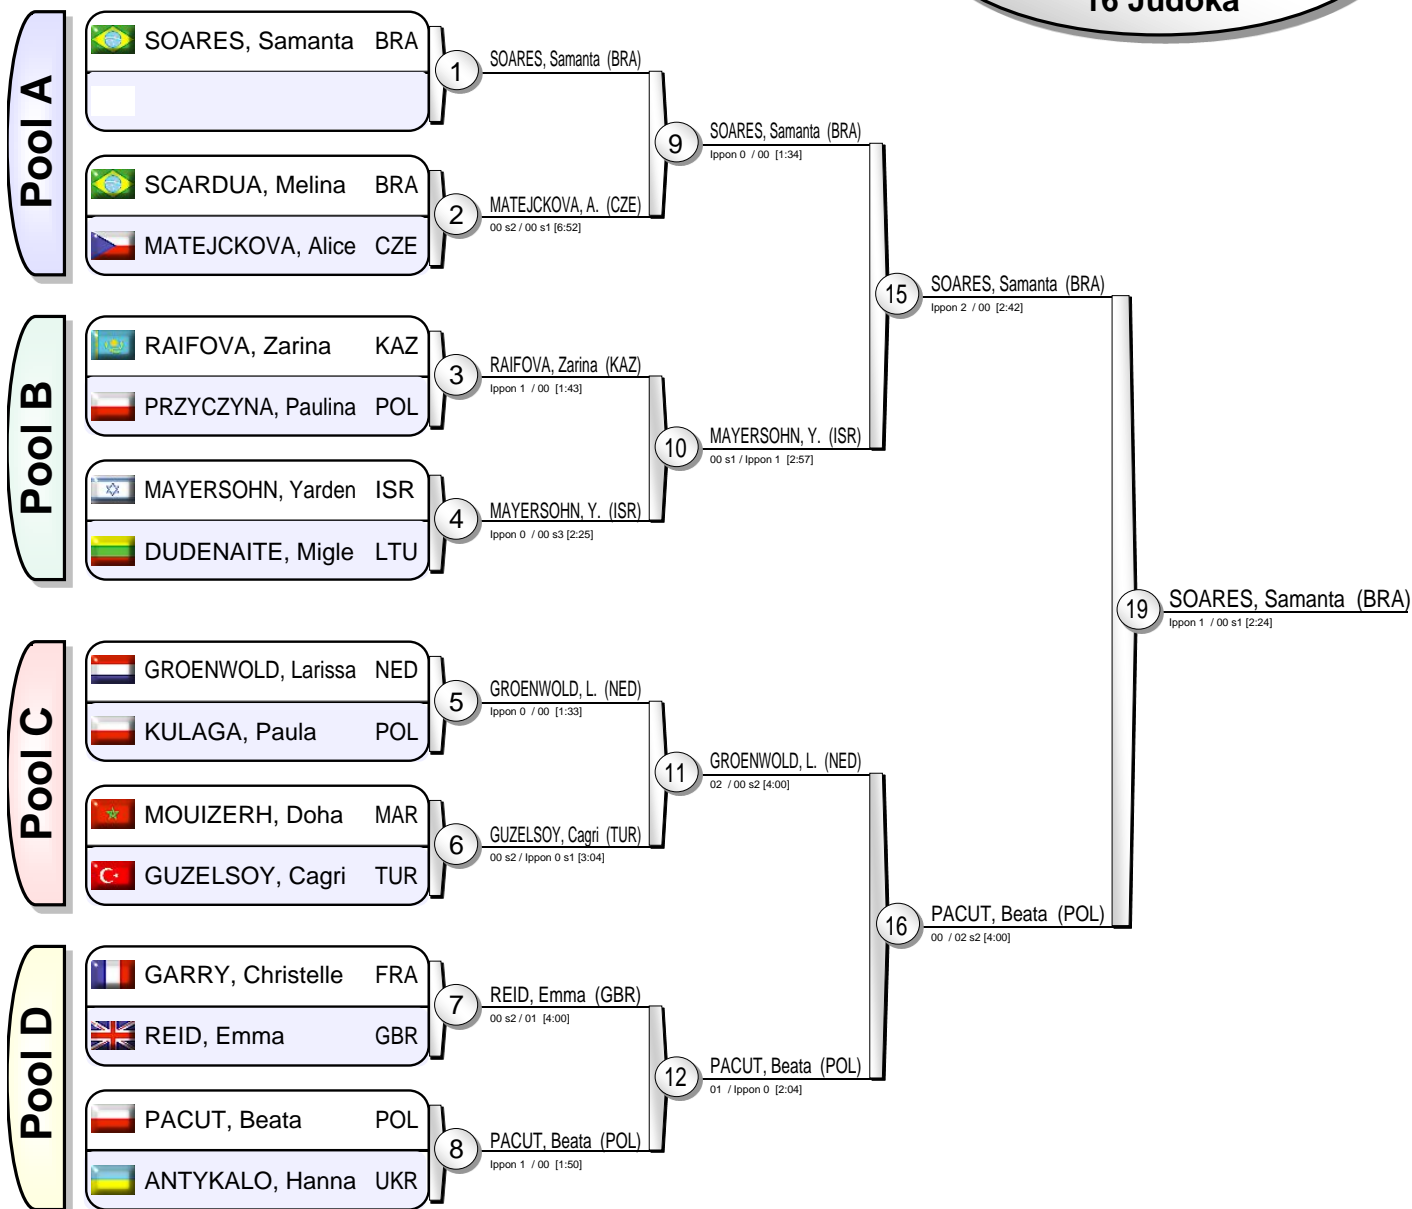 16 Judoka
Pool A
SOARES, Samanta BRA
SCARDUA, Melina BRA
MATEJCKOVA, Alice CZE
Pool B
RAIFOVA, Zarina KAZ
PRZYCZYNA, Paulina POL
MAYERSOHN, Yarden ISR
DUDENAITE, Migle LTU
Pool C
GROENWOLD, Larissa NED
KULAGA, Paula POL
MOUIZERH, Doha MAR
GUZELSOY, Cagri TUR
Pool D
GARRY, Christelle FRA
REID, Emma GBR
PACUT, Beata POL
ANTYKALO, Hanna UKR
1
SOARES, Samanta (BRA)
2
MATEJCKOVA, A. (CZE)
00 s2 / 00 s1 [6:52]
3
RAIFOVA, Zarina (KAZ)
Ippon 1 / 00 [1:43]
4
MAYERSOHN, Y. (ISR)
Ippon 0 / 00 s3 [2:25]
5
GROENWOLD, L. (NED)
Ippon 0 / 00 [1:33]
6
GUZELSOY, Cagri (TUR)
00 s2 / Ippon 0 s1 [3:04]
7
REID, Emma (GBR)
00 s2 / 01 [4:00]
8
PACUT, Beata (POL)
Ippon 1 / 00 [1:50]
9
SOARES, Samanta (BRA)
Ippon 0 / 00 [1:34]
10
MAYERSOHN, Y. (ISR)
00 s1 / Ippon 1 [2:57]
11
GROENWOLD, L. (NED)
02 / 00 s2 [4:00]
12
PACUT, Beata (POL)
01 / Ippon 0 [2:04]
15
SOARES, Samanta (BRA)
Ippon 2 / 00 [2:42]
16
PACUT, Beata (POL)
00 / 02 s2 [4:00]
19
SOARES, Samanta (BRA)
Ippon 1 / 00 s1 [2:24]